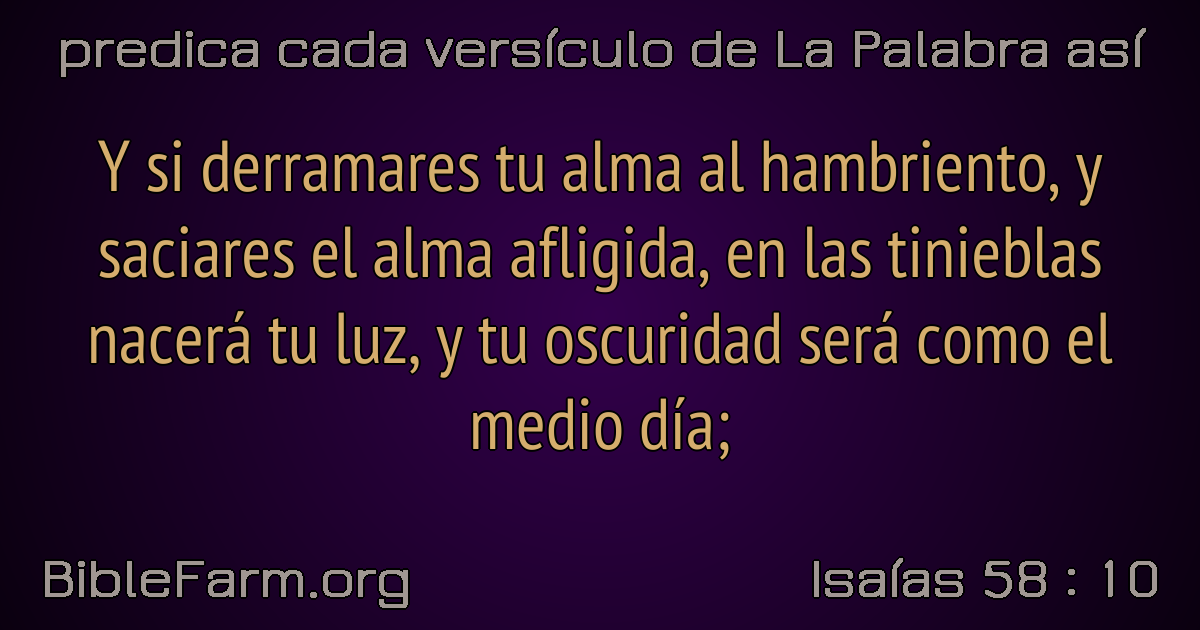 predica cada versículo de La Palabra así
Y si derramares tu alma al hambriento, y
saciares el alma afligida, en las tinieblas
nacerá tu luz, y tu oscuridad será como el
medio día;
BibleFarm.org
Isaías 58 : 10